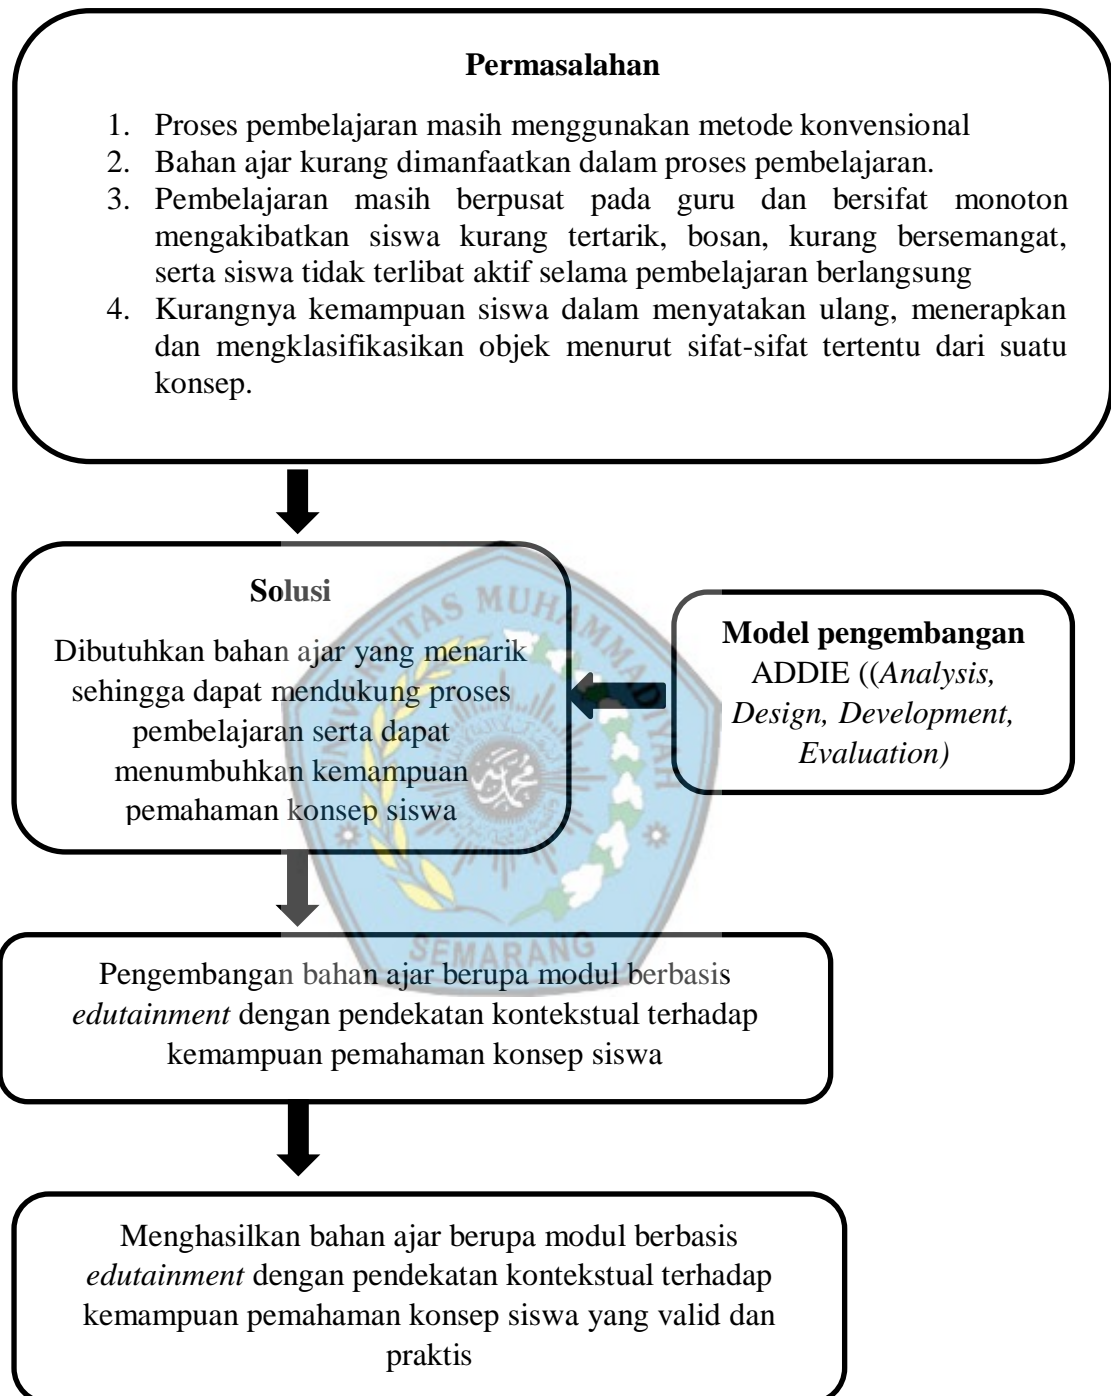 Permasalahan
1. Proses pembelajaran masih menggunakan metode konvensional
2. Bahan ajar kurang dimanfaatkan dalam proses pembelajaran.
3. Pembelajaran masih berpusat pada guru dan bersifat monoton
mengakibatkan siswa kurang tertarik, bosan, kurang bersemangat,
serta siswa tidak terlibat aktif selama pembelajaran berlangsung
4. Kurangnya kemampuan siswa dalam menyatakan ulang, menerapkan
dan mengklasifikasikan objek menurut sifat-sifat tertentu dari suatu
konsep.
Solusi
Dibutuhkan bahan ajar yang menarik
sehingga dapat mendukung proses
pembelajaran serta dapat
menumbuhkan kemampuan
pemahaman konsep siswa
Model pengembangan
ADDIE ((Analysis,
Design, Development,
Evaluation)
UNIVERSITAS MUHAMMADIYAH
SEMARANG
Pengembangan bahan ajar berupa modul berbasis
edutainment dengan pendekatan kontekstual terhadap
kemampuan pemahaman konsep siswa
Menghasilkan bahan ajar berupa modul berbasis
edutainment dengan pendekatan kontekstual terhadap
kemampuan pemahaman konsep siswa yang valid dan
praktis